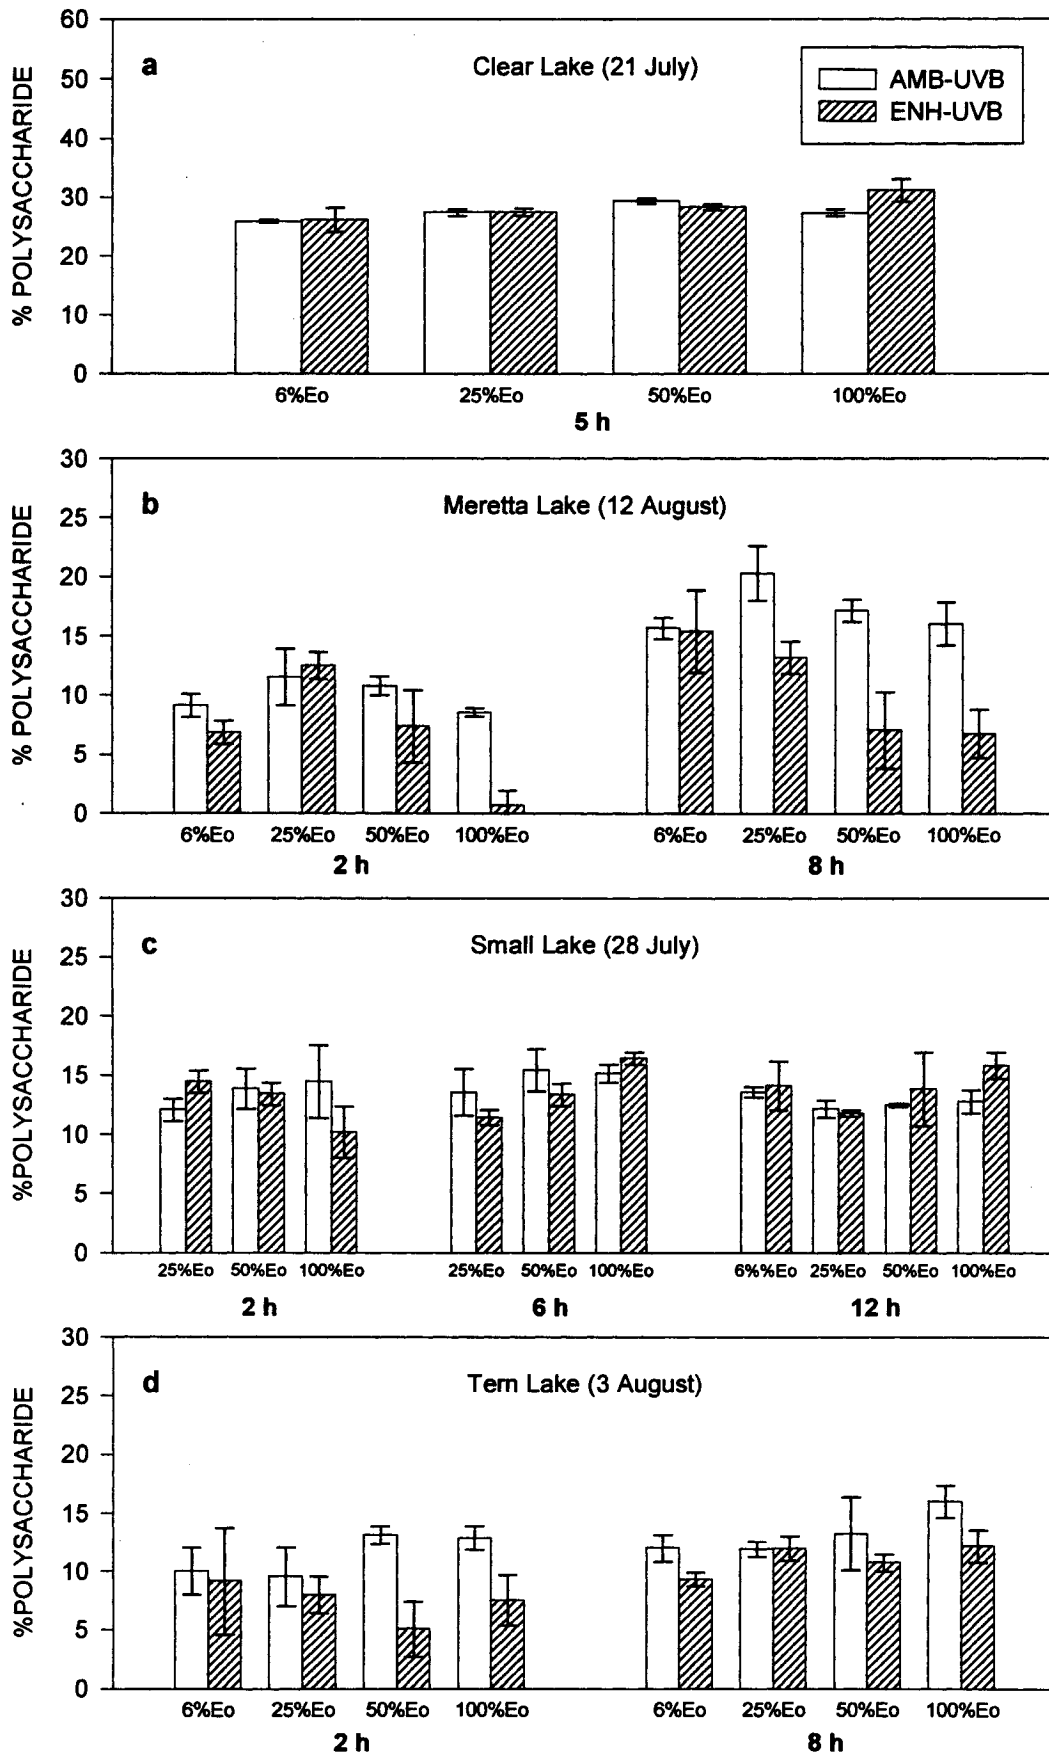 60
a
Clear Lake (21 July)
AMB-UVB
ENH-UVB
50
40
30
20
10
0
% POLYSACCHARIDE
6%Eo 25%Eo 50%Eo 100%Eo
5 h
30
b
Meretta Lake (12 August)
25
20
15
10
5
0
% POLYSACCHARIDE
6%Eo 25%Eo 50%Eo 100%Eo 6%Eo 25%Eo 50%Eo 100%Eo
2 h 8 h
30
c
Small Lake (28 July)
25
20
15
10
5
0
%POLYSACCHARIDE
25%Eo 50%Eo 100%Eo 25%Eo 50%Eo 100%Eo 6%%Eo 25%Eo 50%Eo 100%Eo
2 h 6 h 12 h
30
d
Tern Lake (3 August)
25
20
15
10
5
0
%POLYSACCHARIDE
6%Eo 25%Eo 50%Eo 100%Eo 6%Eo 25%Eo 50%Eo 100%Eo
2 h 8 h